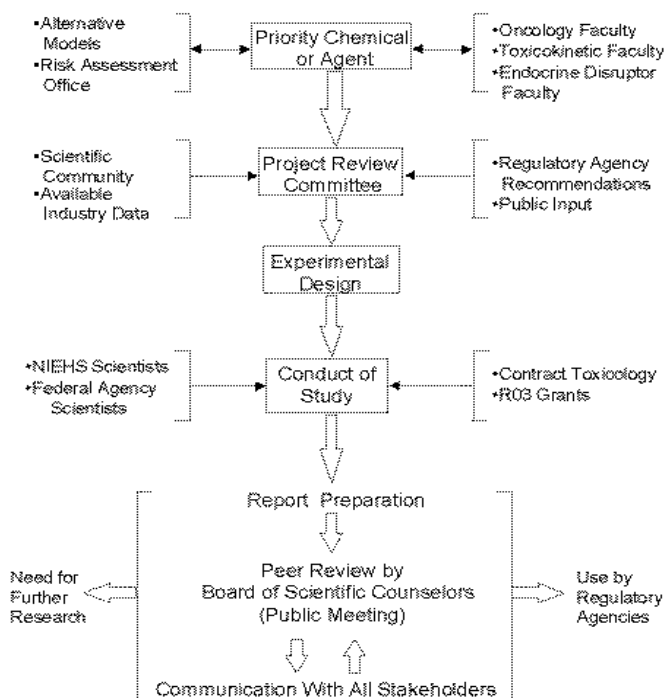 •Alternative
Models
•Risk Assessment
Office
Priority Chemical
or Agent
•Oncology Faculty
•Toxicokinetic Faculty
•Endocrine Disruptor
Faculty
•Scientific
Community
•Available
Industry Data
Project Review
Committee
•Regulatory Agency
Recommendations
•Public Input
Experimental
Design
•NIEHS Scientists
•Federal Agency
Scientists
Conduct of
Study
•Contract Toxicology
•R03 Grants
Report Preparation
Need for
Further
Research
Peer Review by
Board of Scientific Counselors
(Public Meeting)
Use by
Regulatory
Agencies
Communication With All Stakeholders